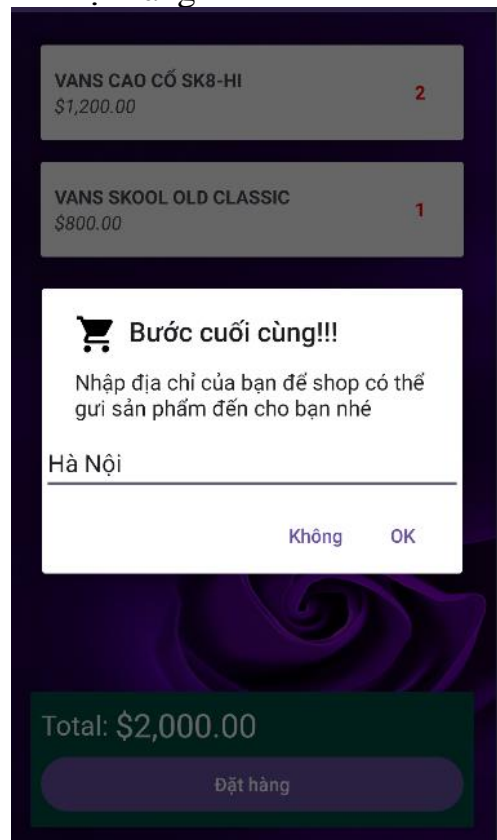 VANS CAO CỔ SK8-HI
2
$1,200.00
VANS SKOOL OLD CLASSIC
1
$800.00
Bước cuối cùng!!!
Nhập địa chỉ của bạn để shop có thể
gưi sản phẩm đến cho bạn nhé
Hà Nội
Không OK
Total: $2,000.00
Đặt hàng